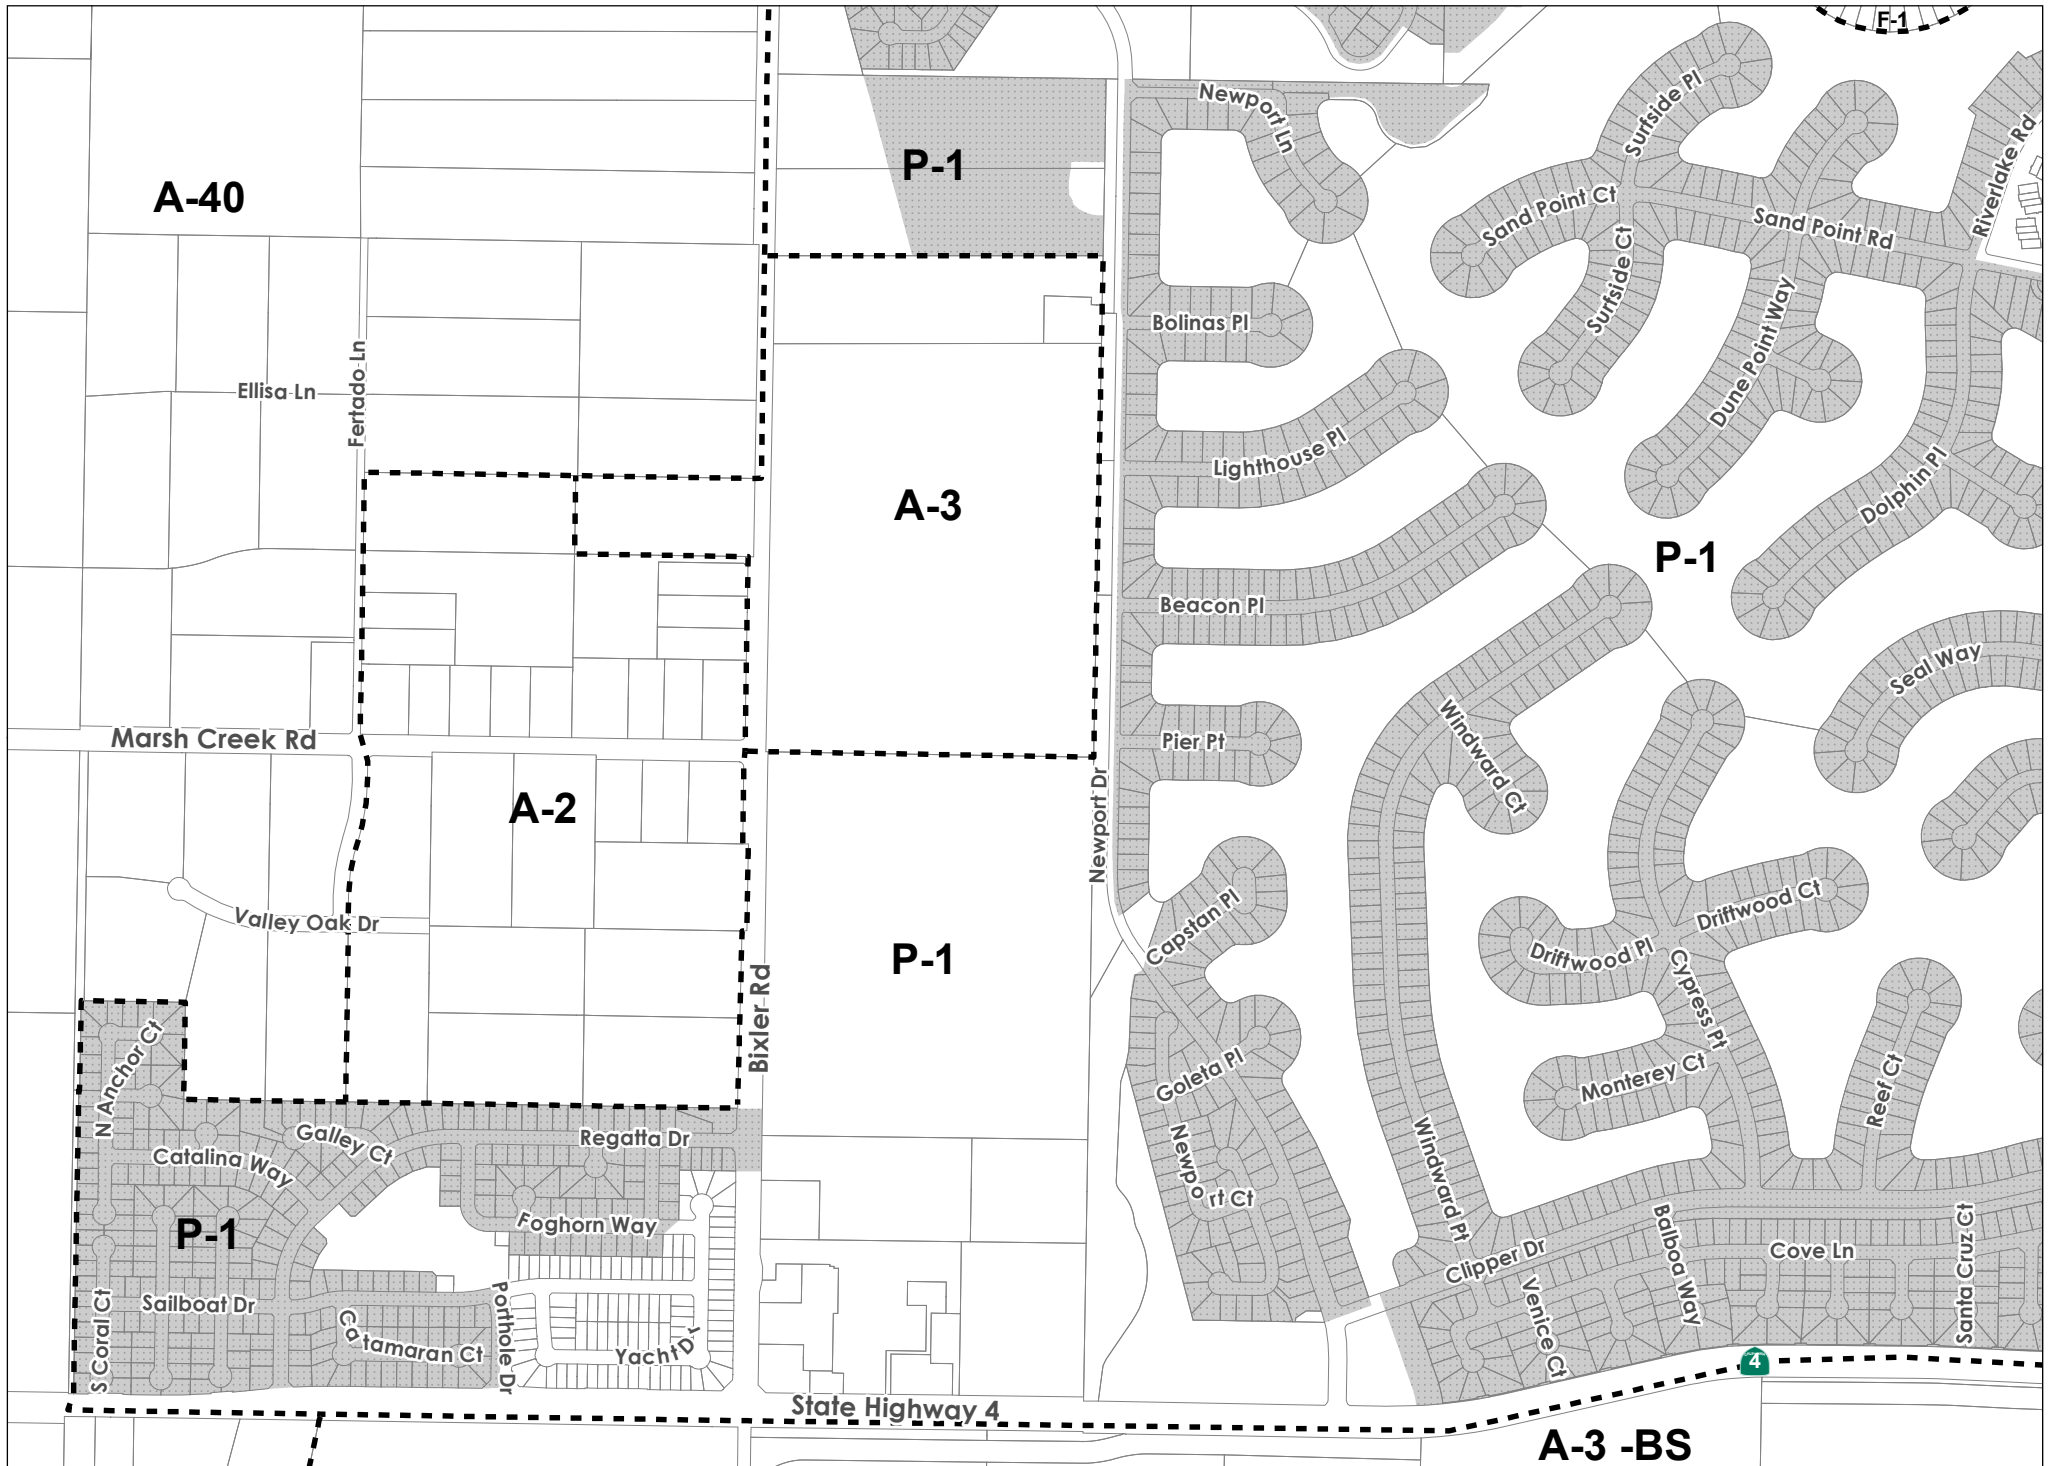 F-1
Newport Ln
Surfside Pl
Riverlake Rd
P-1
A-40
Sand Point Ct
Sand Point Rd
Surfside Ct
Bolinas Pl
Dune Point Way
Ellisa Ln
Fertado Ln
Lighthouse Pl
Dolphin Pl
A-3
P-1
Beacon Pl
Seal Way
Marsh Creek Rd
Pier Pt
Windward Ct
A-2
Newport Dr
Valley Oak Dr
Capstan Pl
Driftwood Ct
Driftwood Pl
P-1
Cypress Pt
Bixler Rd
N Anchor Ct
Goleta Pl
Monterey Ct
Reef Ct
Galley Ct
Regatta Dr
Catalina Way
Newport Ct
Windward Pt
P-1
Foghorn Way
Clipper Dr
Balboa Way
Cove Ln
Santa Cruz Ct
S Coral Ct
Sailboat Dr
Catamaran Ct
Porthole Dr
Yacht Dr
Venice Ct
4
State Highway 4
A-3 -BS